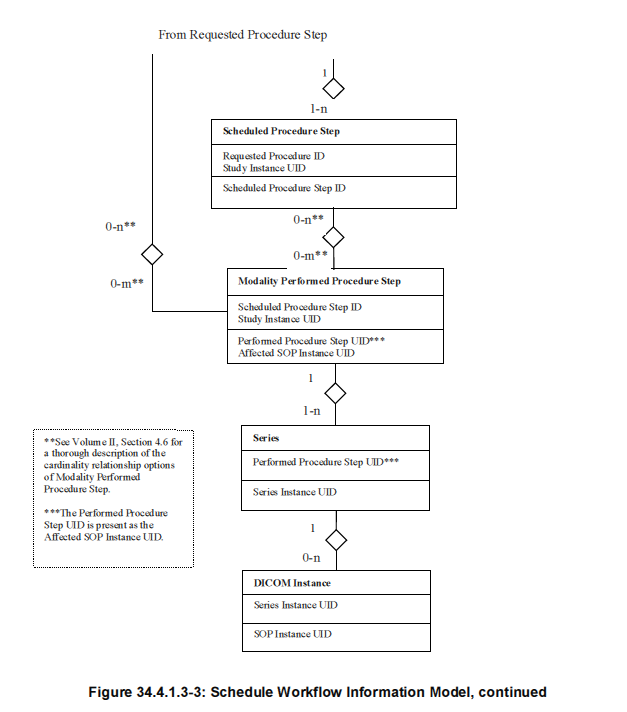 From Requested Procedure Step
1
1-n
Scheduled Procedure Step
Requested Procedure ID
Study Instance UID
Scheduled Procedure Step ID
0-n**
0-n**
0-m**
0-m**
Modality Performed Procedure Step
Scheduled Procedure Step ID
Study Instance UID
Performed Procedure Step UID***
Affected SOP Instance UID
1
1-n
Series
Performed Procedure Step UID***
Series Instance UID
**See Volume II, Section 4.6 for
a thorough description of the
cardinality relationship options
of Modality Performed
Procedure Step.
***The Performed Procedure
Step UID is present as the
Affected SOP Instance UID.
1
0-n
DICOM Instance
Series Instance UID
SOP Instance UID
Figure 34.4.1.3-3: Schedule Workflow Information Model, continued